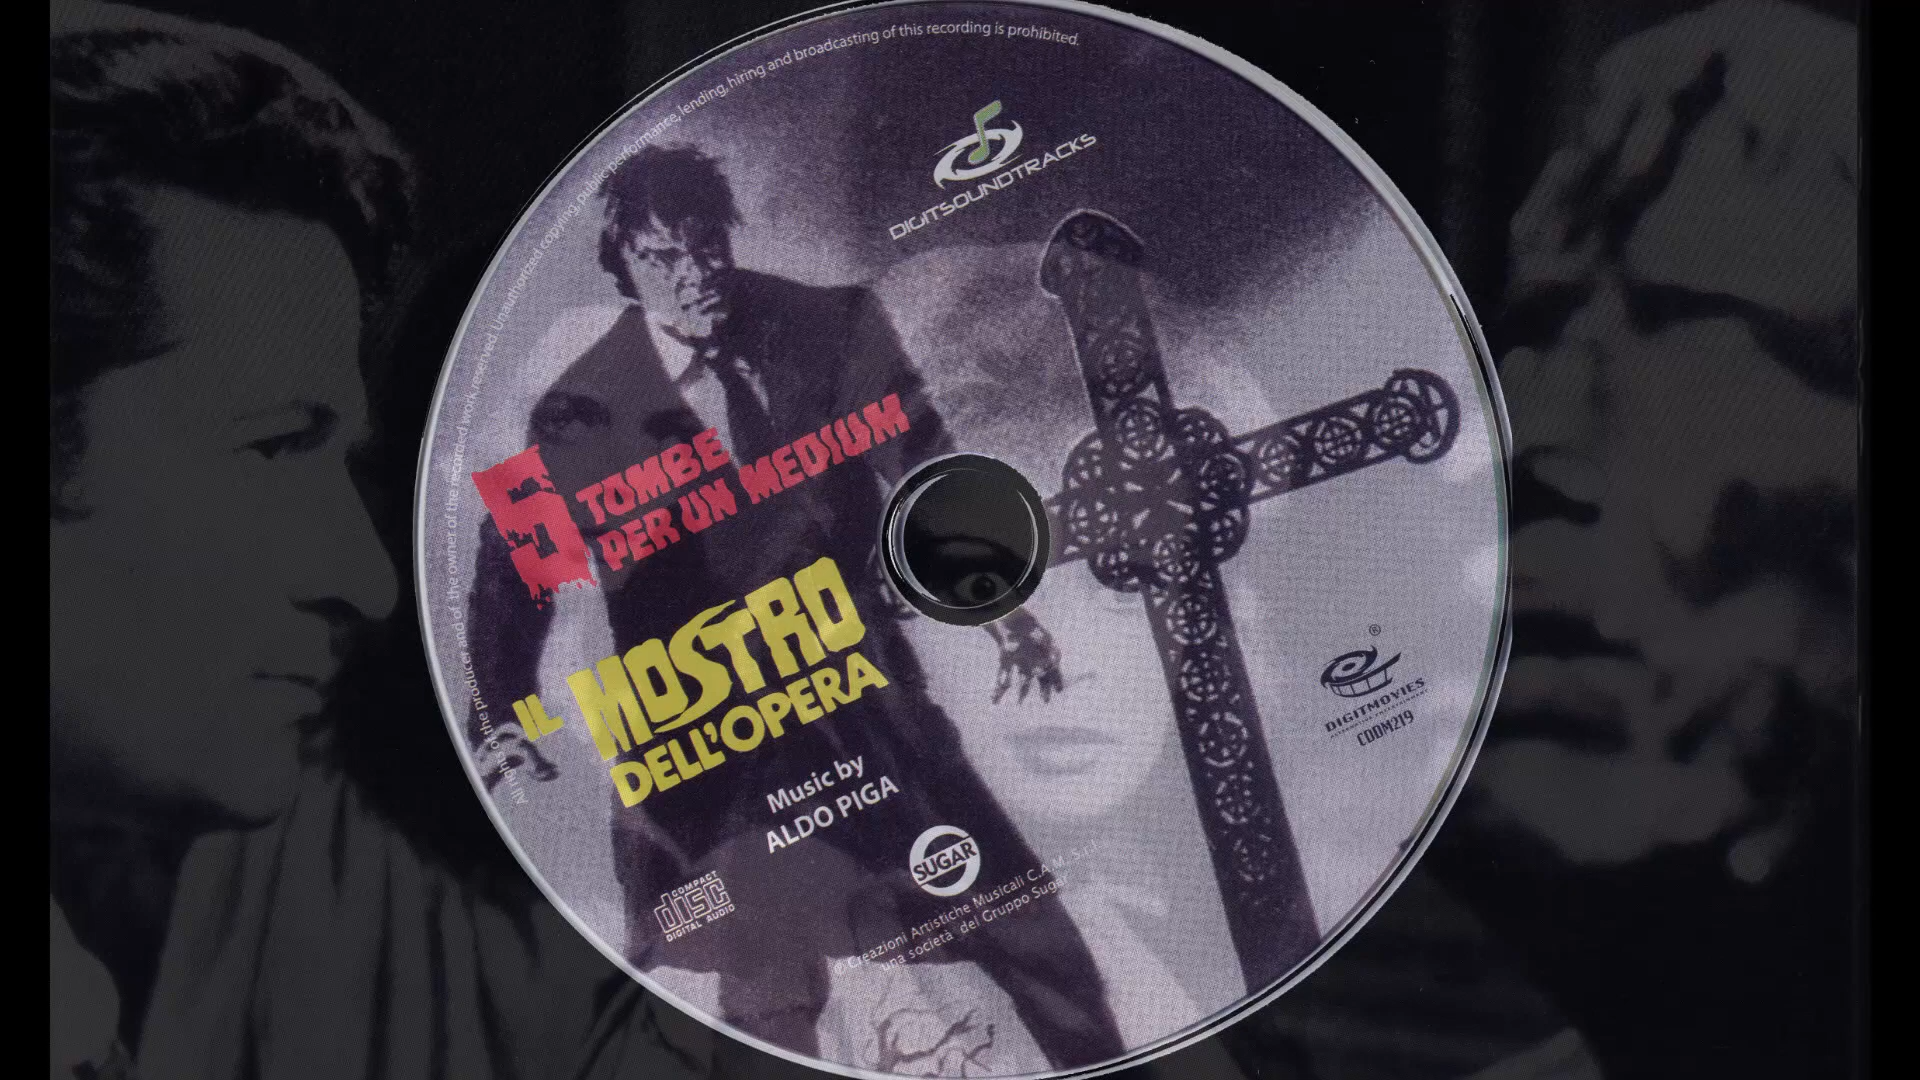 All rights of the producer and of the owner of the recorded work reserved. Unauthorized copying, public performance, lending, hiring and broadcasting of this recording is prohibited.
DIGITSOUNDTRACKS
5 TOMBE
PER UN MEDIUM
IL MOSTRO
DELL'OPERA
Music by
ALDO PIGA
®
DIGITMOVIES
CDDM219
SUGAR
COMPACT
disc
DIGITAL AUDIO
℗ Creazioni Artistiche Musicali C.A.M. S.r.l.
una società del Gruppo Sugar